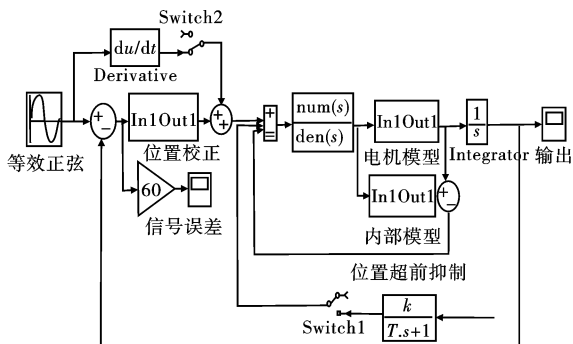 Switch2
du/dt
Derivative
等效正弦
+
−
In1Out1
位置校正
+
+
60
信号误差
+
−
−
num(s)
den(s)
In1Out1
电机模型
1
s
Integrator
输出
In1Out1
内部模型
+
−
位置超前抑制
Switch1
k
T.s+1